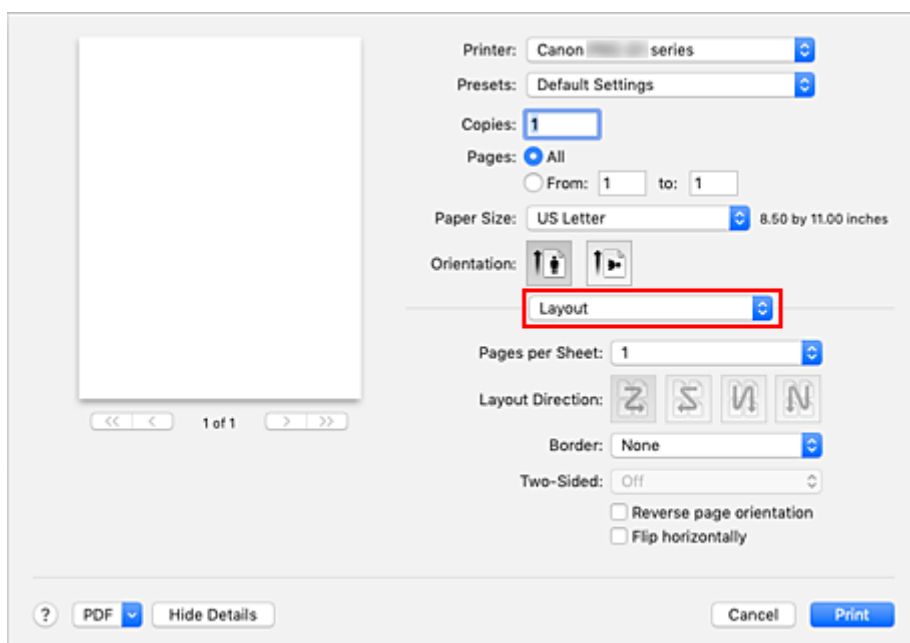 Printer: Canon series
Presets: Default Settings
Copies: 1
Pages: All
From: 1 to: 1
Paper Size: US Letter 8.50 by 11.00 inches
Orientation:
Layout
Pages per Sheet: 1
Layout Direction:
1 of 1
Border: None
Two-Sided: Off
Reverse page orientation
Flip horizontally
? PDF Hide Details Cancel Print